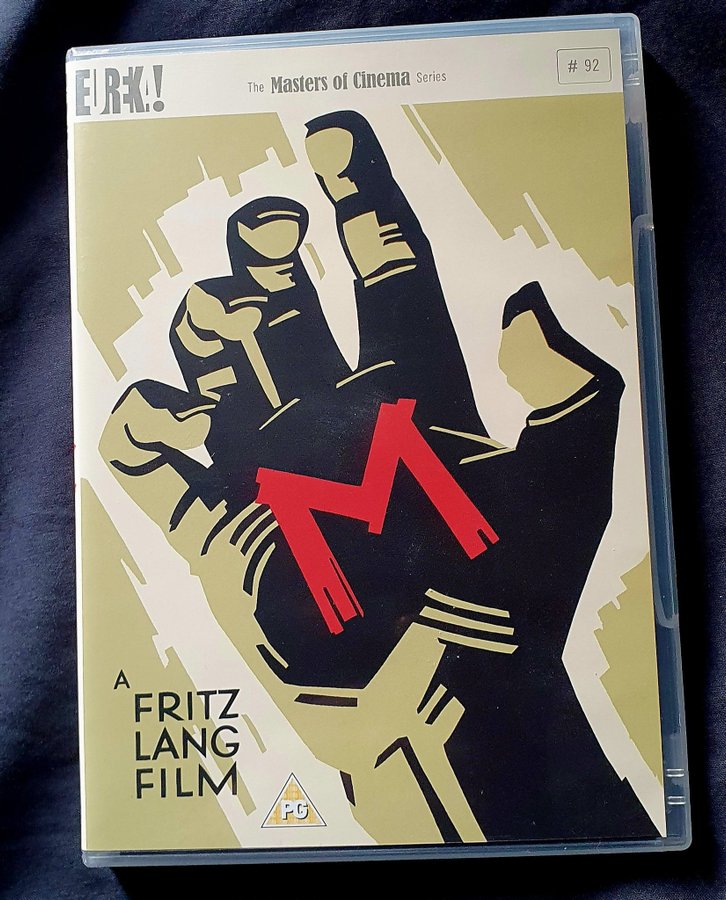 EUREKA!
The Masters of Cinema Series
# 92
M
A
FRITZ
LANG
FILM
PG